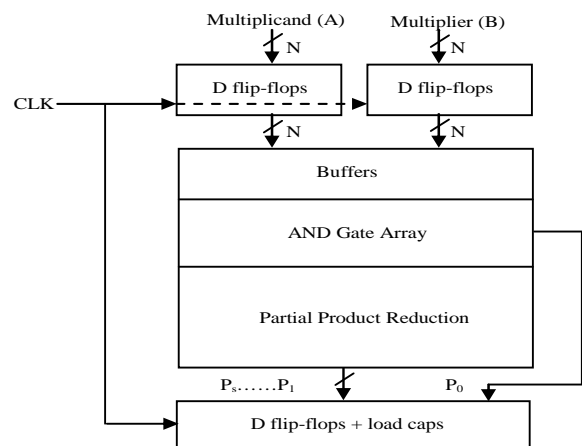 Multiplicand (A) Multiplier (B)
N N
D flip-flops D flip-flops
CLK
N N
Buffers
AND Gate Array
Partial Product Reduction
Ps……P1 P0
D flip-flops + load caps